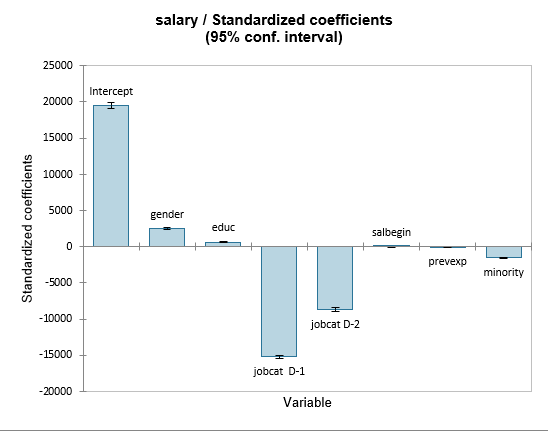 salary / Standardized coefficients
(95% conf. interval)
25000
20000
15000
10000
5000
0
-5000
-10000
-15000
-20000
Standardized coefficients
Intercept
gender
educ
jobcat D-1
jobcat D-2
salbegin
prevexp
minority
Variable